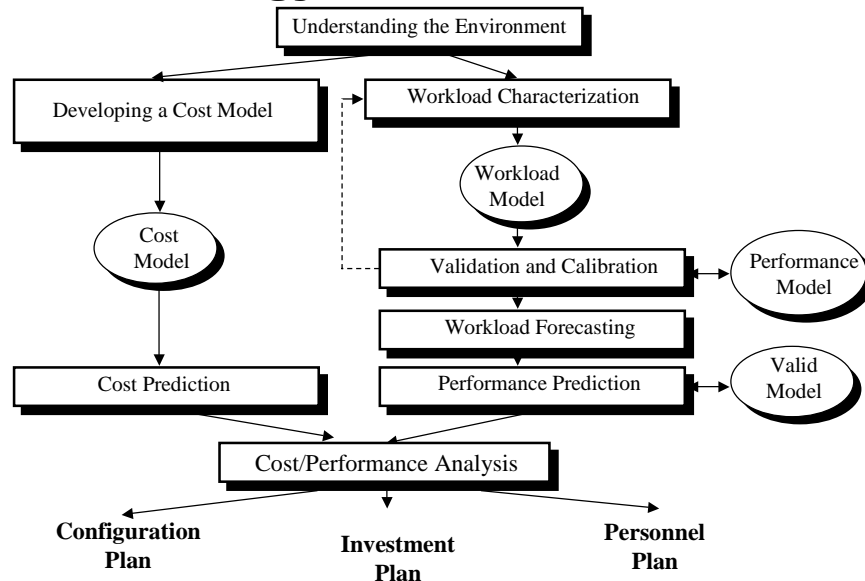 Understanding the Environment
Developing a Cost Model
Workload Characterization
Workload
Model
Cost
Model
Validation and Calibration
Performance
Model
Workload Forecasting
Cost Prediction
Performance Prediction
Valid
Model
Cost/Performance Analysis
Configuration
Plan
Investment
Plan
Personnel
Plan